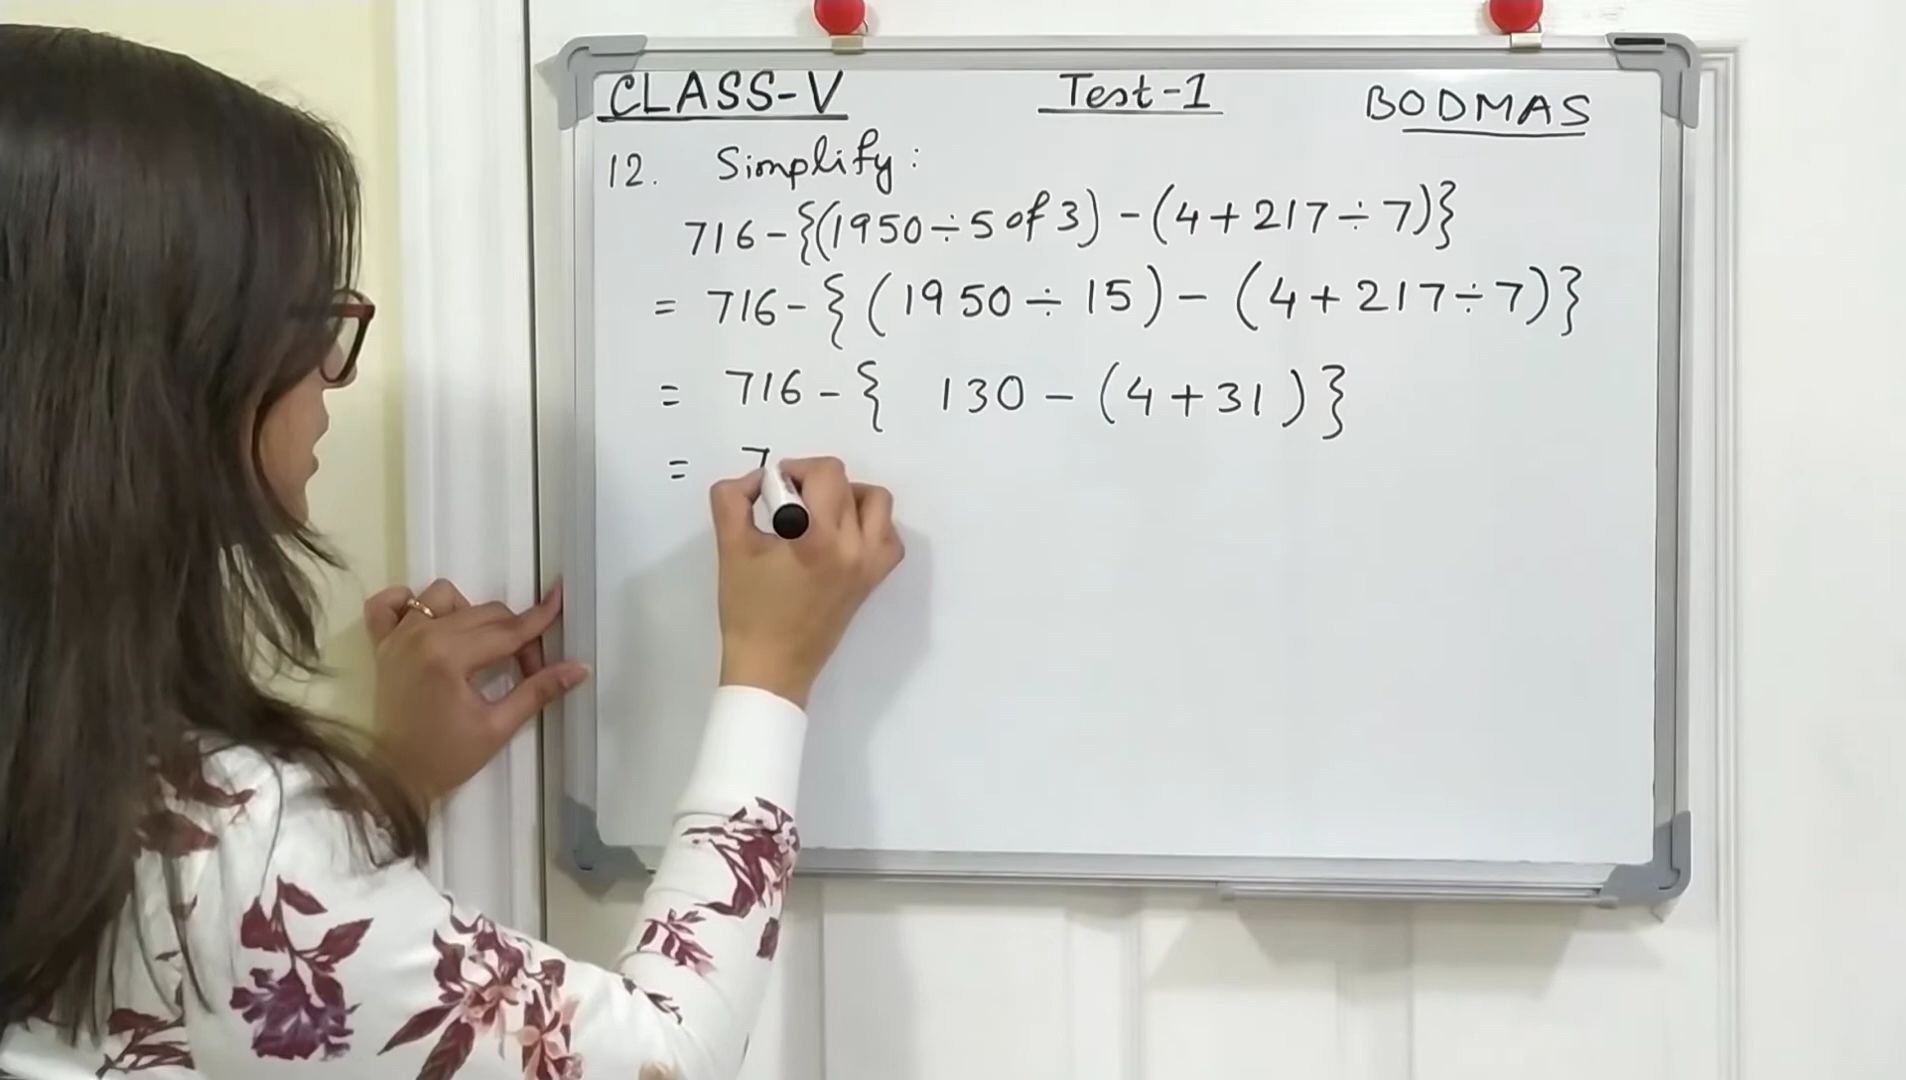 CLASS-V Test-1 BODMAS
12. Simplify:
716-{(1950÷5 of 3)-(4+217÷7)}
= 716-{(1950÷15)-(4+217÷7)}
= 716-{ 130-(4+31)}
= 7